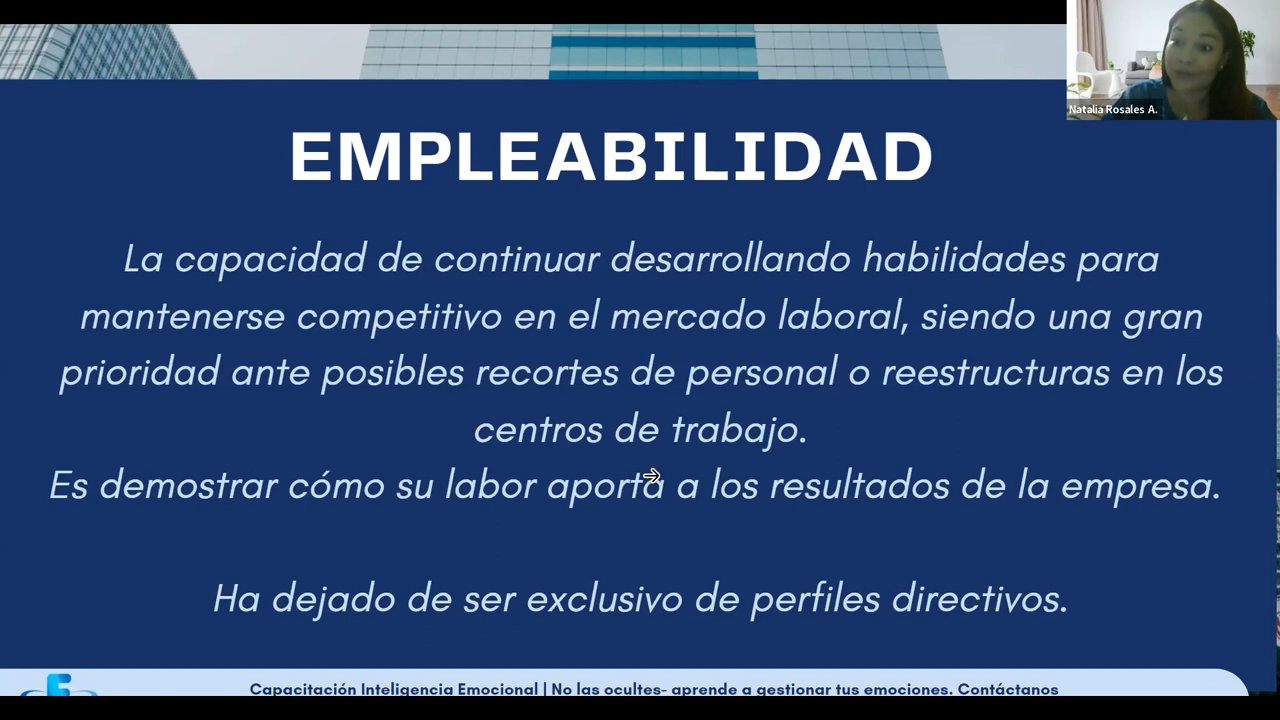 Natalia Rosales A.
EMPLEABILIDAD
La capacidad de continuar desarrollando habilidades para
mantenerse competitivo en el mercado laboral, siendo una gran
prioridad ante posibles recortes de personal o reestructuras en los
centros de trabajo.
Es demostrar cómo su labor aporta a los resultados de la empresa.
Ha dejado de ser exclusivo de perfiles directivos.
Capacitación Inteligencia Emocional | No las ocultes- aprende a gestionar tus emociones. Contáctanos